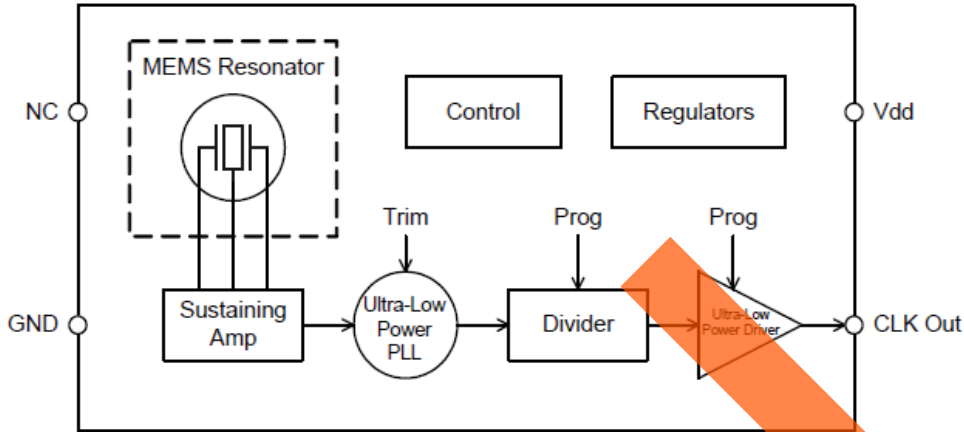 MEMS Resonator
NC
Control
Regulators
Vdd
Trim
Prog
Prog
GND
Sustaining
Amp
Ultra-Low
Power
PLL
Divider
Ultra-Low
Power Driver
CLK Out